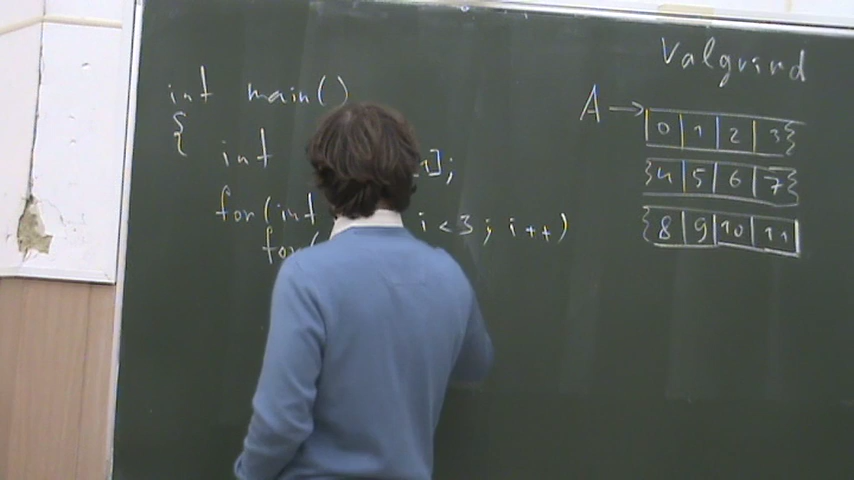 int main()
{
int ];
for(int i<3; i++)
for(
Valgrind
A → 0 1 2 3
4 5 6 7
8 9 10 11